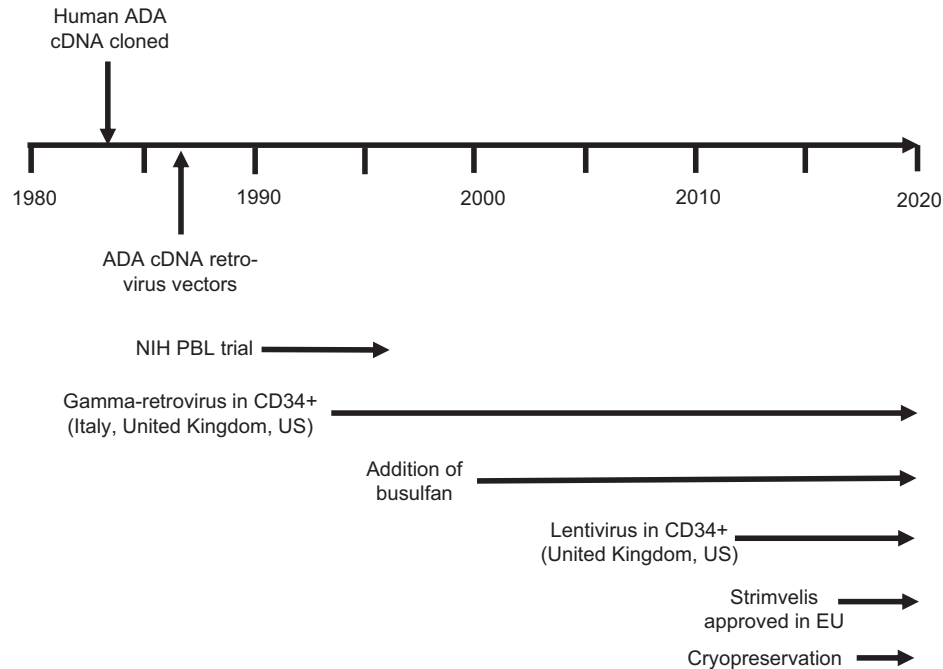 Human ADA
cDNA cloned
1980
1990
2000
2010
2020
ADA cDNA retro-
virus vectors
NIH PBL trial
Gamma-retrovirus in CD34+
(Italy, United Kingdom, US)
Addition of
busulfan
Lentivirus in CD34+
(United Kingdom, US)
Strimvelis
approved in EU
Cryopreservation